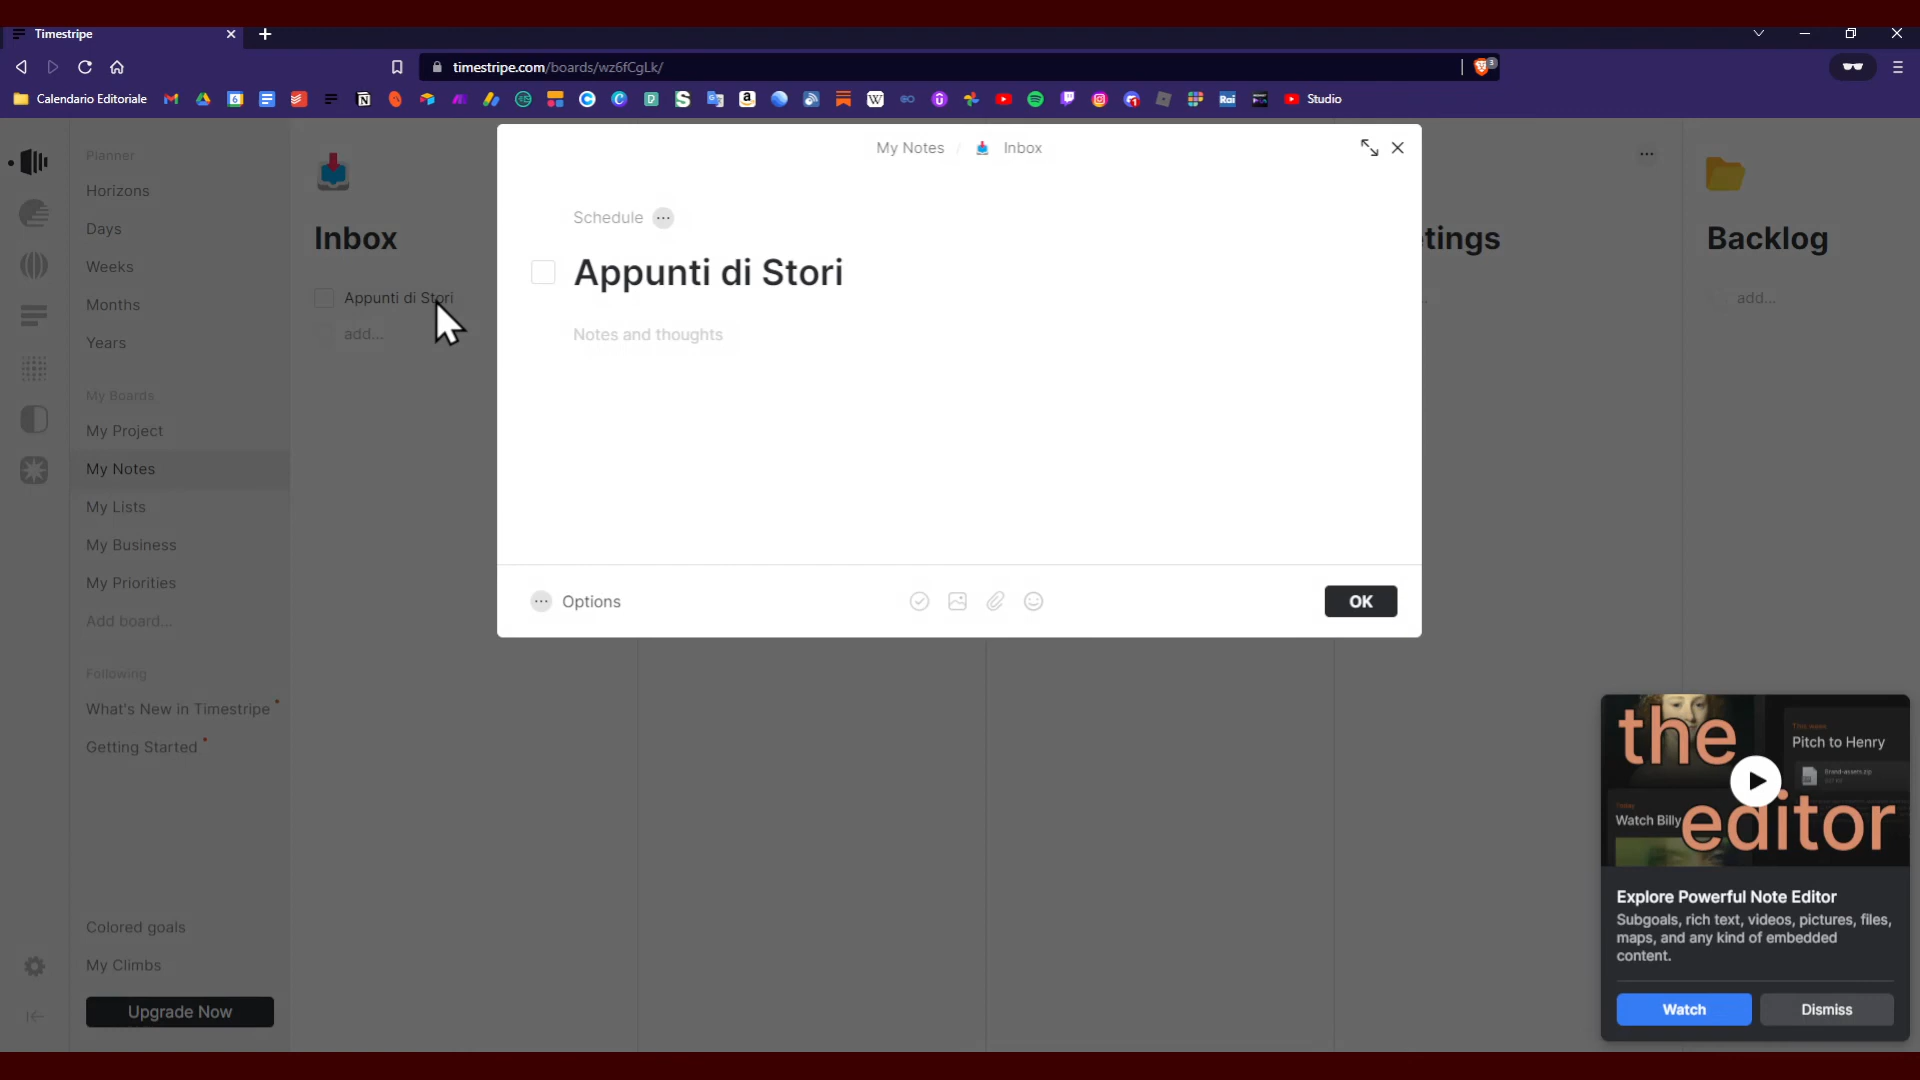 Timestripe
timestripe.com/boards/wz6fCgLk/
3
Calendario Editoriale
Studio
Planner
Horizons
Days
Weeks
Months
Years
My Boards
My Project
My Notes
My Lists
My Business
My Priorities
Add board...
Following
What's New in Timestripe
Getting Started
Colored goals
My Climbs
Upgrade Now
Inbox
Appunti di Stori
add...
My Notes / Inbox
Schedule
Appunti di Stori
Notes and thoughts
Options
OK
tings
Backlog
add...
the
editor
This week
Pitch to Henry
Today
Watch Billy
Explore Powerful Note Editor
Subgoals, rich text, videos, pictures, files,
maps, and any kind of embedded
content.
Watch
Dismiss